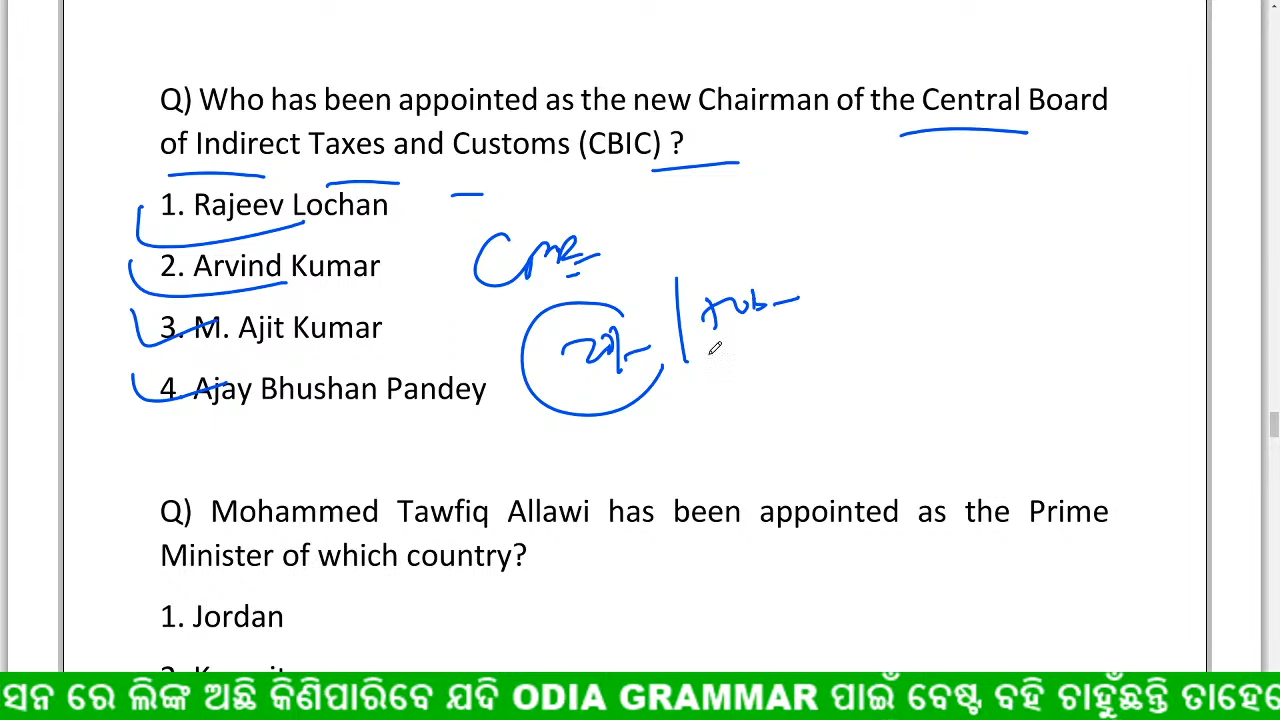 Q) Who has been appointed as the new Chairman of the Central Board
of Indirect Taxes and Customs (CBIC) ?
1. Rajeev Lochan
2. Arvind Kumar
3. M. Ajit Kumar
4. Ajay Bhushan Pandey
Q) Mohammed Tawfiq Allawi has been appointed as the Prime
Minister of which country?
1. Jordan
ସନ ରେ ଲିଙ୍କ ଅଛି କିଣିପାରିବେ ଯଦି ODIA GRAMMAR ପାଇଁ ବେଷ୍ଟ ବହି ଚାହୁଁଛନ୍ତି ତାହେଲେ